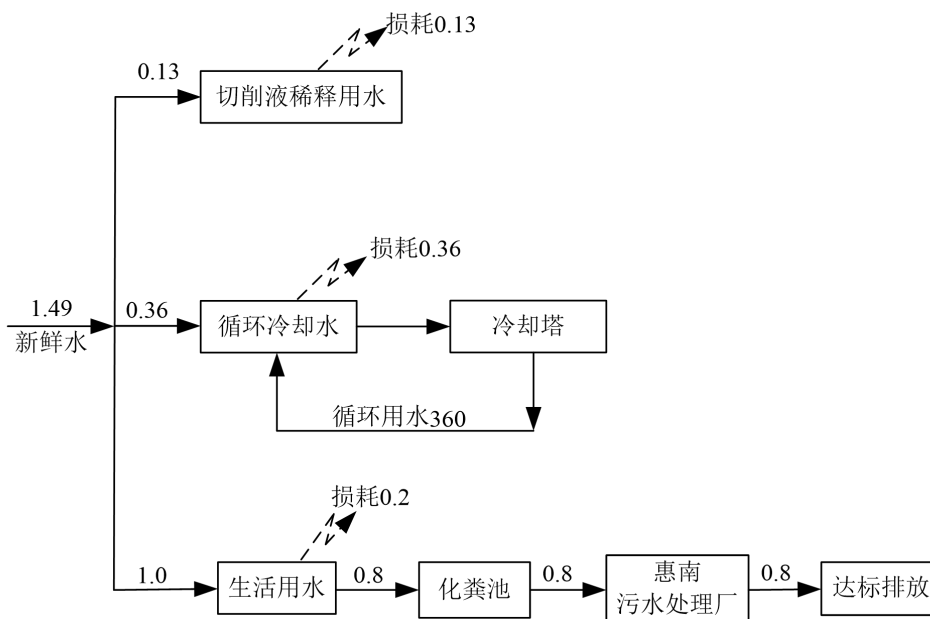 损耗0.13
0.13
切削液稀释用水
损耗0.36
1.49
新鲜水
0.36
循环冷却水
冷却塔
循环用水360
损耗0.2
1.0
生活用水
0.8
化粪池
0.8
惠南
污水处理厂
0.8
达标排放